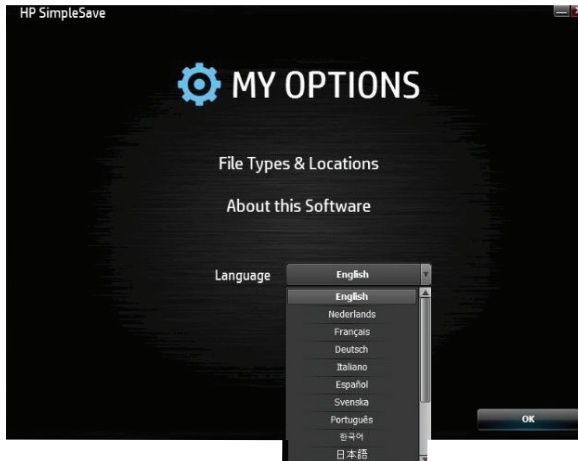 HP SimpleSave
MY OPTIONS
File Types & Locations
About this Software
Language English
English
Nederlands
Français
Deutsch
Italiano
Español
Svenska
Português
한국어
日本語
OK